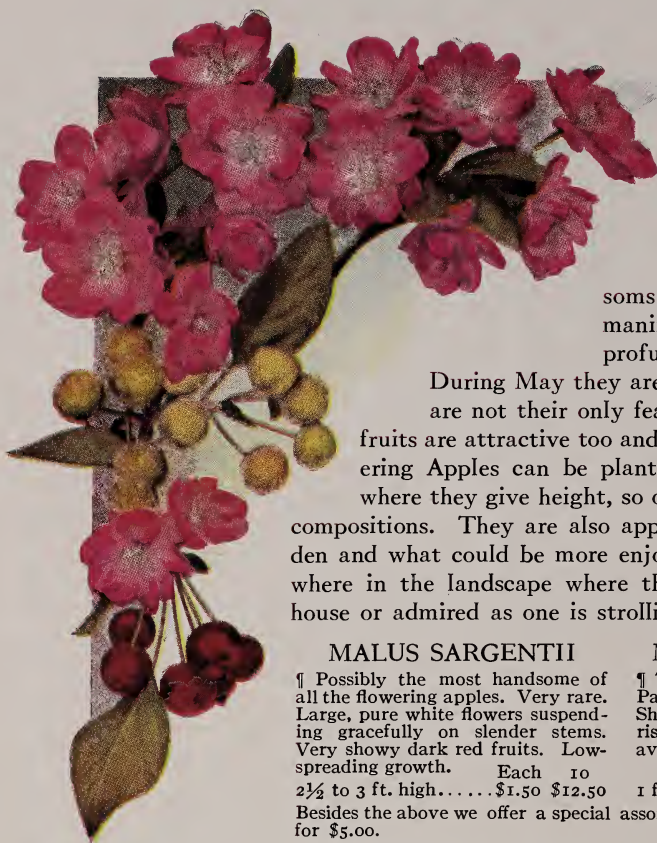 soms
mani
profu
During May they are
are not their only fea
fruits are attractive too and
ering Apples can be plant
where they give height, so
compositions. They are also app
den and what could be more enjo
where in the landscape where th
house or admired as one is strolli
MALUS SARGENTII
¶ Possibly the most handsome of
all the flowering apples. Very rare.
Large, pure white flowers suspend-
ing gracefully on slender stems.
Very showy dark red fruits. Low-
spreading growth. Each 10
2½ to 3 ft. high......$1.50 $12.50
Besides the above we offer a special asso
for $5.00.
M
¶
Pa
Sh
ris
av
1 f